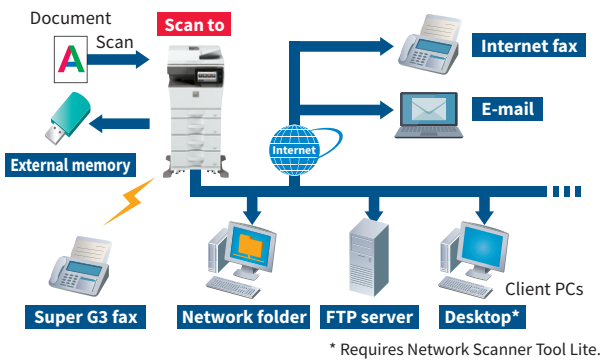 Document
Scan
Scan to
Internet fax
E-mail
Internet
External memory
Super G3 fax
Network folder
FTP server
Desktop*
Client PCs
* Requires Network Scanner Tool Lite.